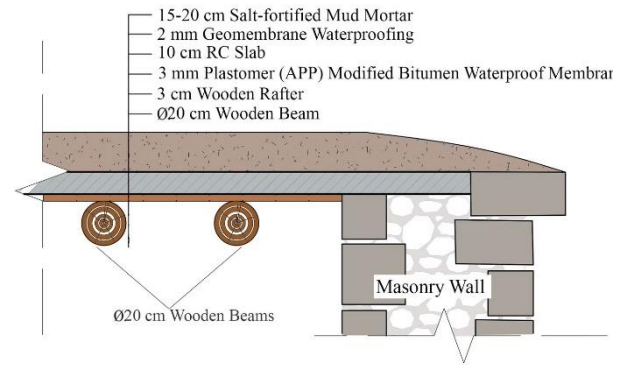 15-20 cm Salt-fortified Mud Mortar
2 mm Geomembrane Waterproofing
10 cm RC Slab
3 mm Plastomer (APP) Modified Bitumen Waterproof
3 cm Wooden Rafter
Ø20 cm Wooden Beam
Masonry Wall
Ø20 cm Wooden Beams